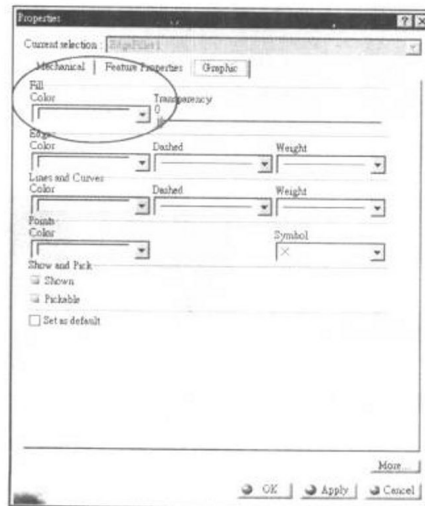 Properties
? X
Current selection : EdgeFillet1
Mechanical Feature Properties Graphic
Fill
Color Transparency
0
Edges
Color Dashed Weight
Lines and Curves
Color Dashed Weight
Points
Color Symbol
Show and Pick
Shown
Pickable
Set as default
More...
OK Apply Cancel